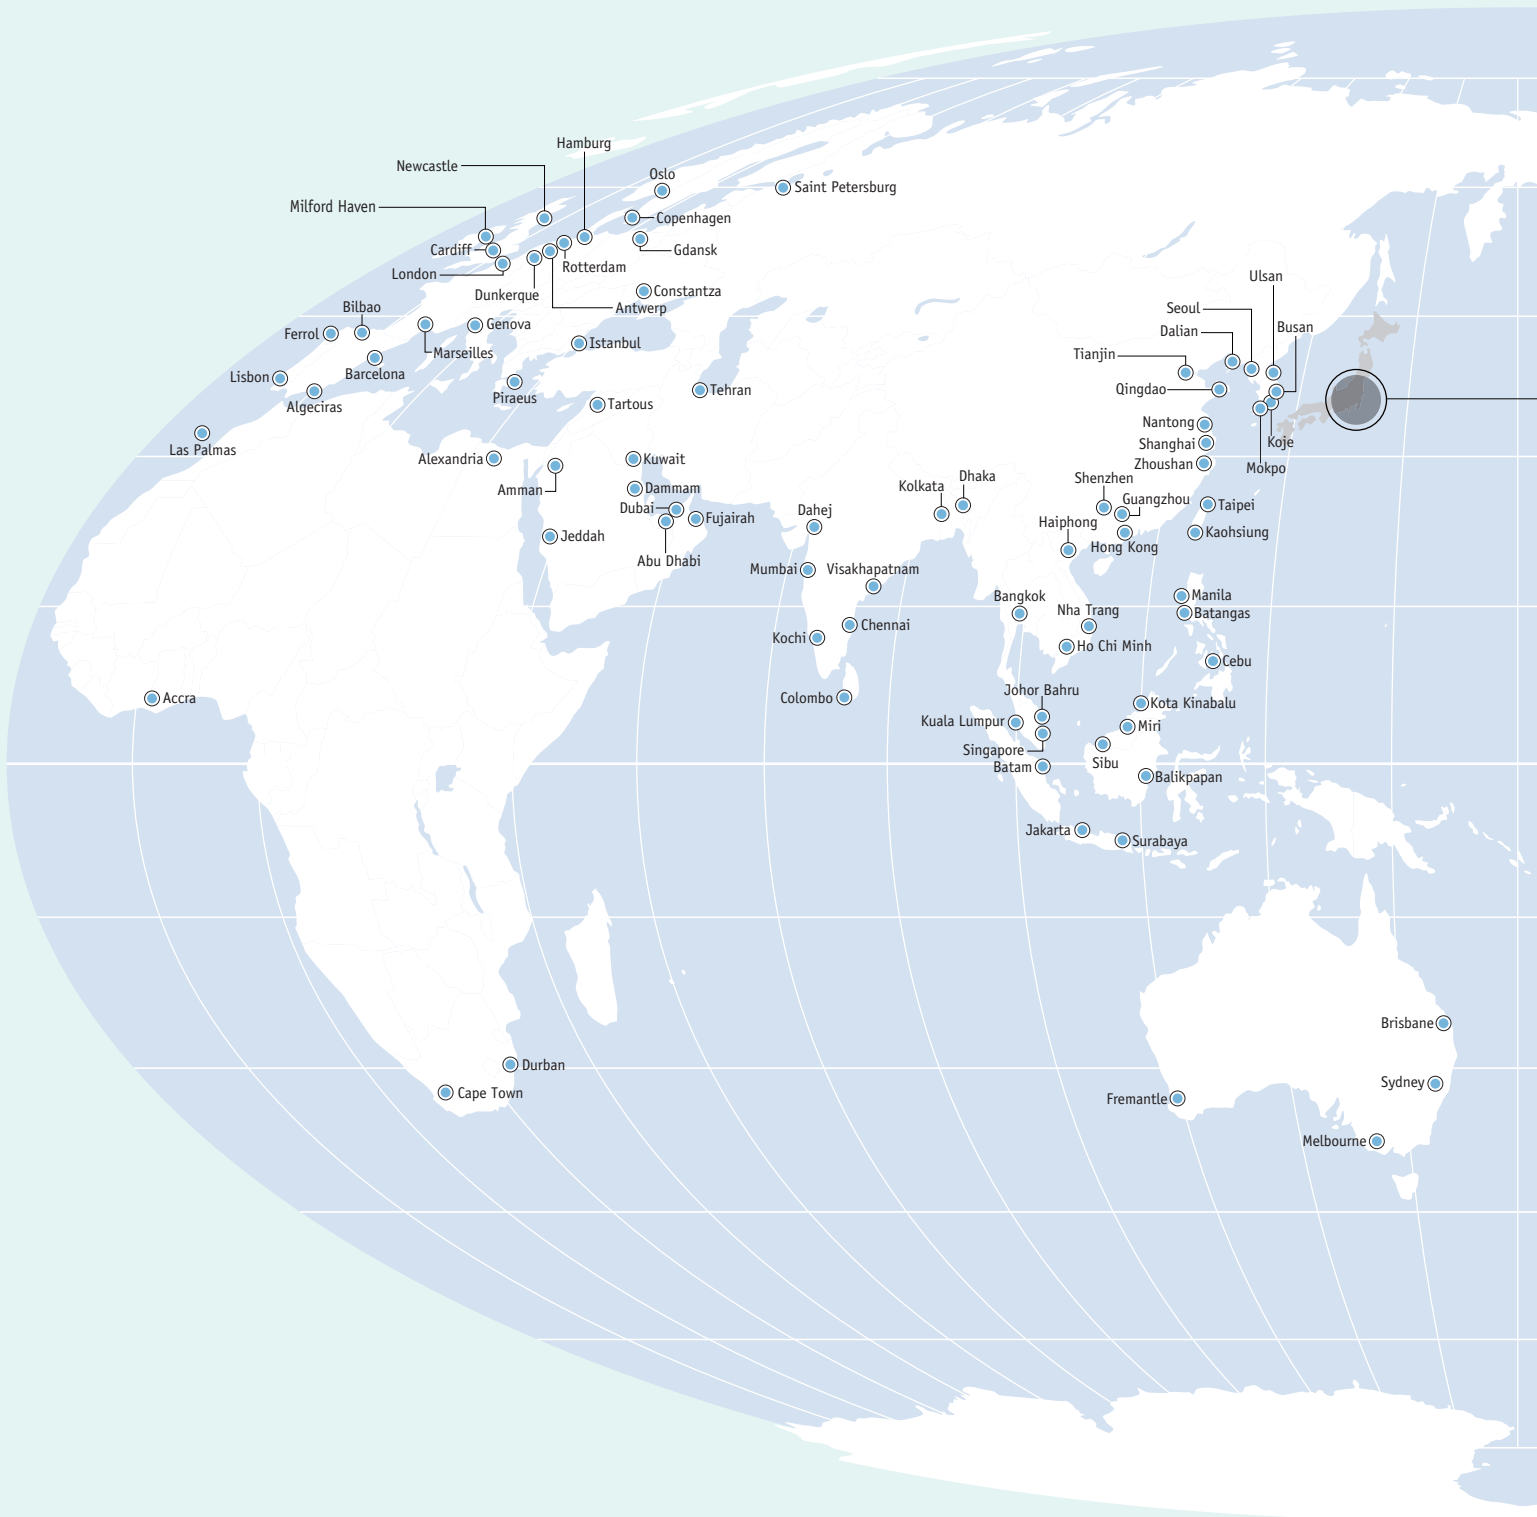 Hamburg
Newcastle
Oslo
Saint Petersburg
Milford Haven
Copenhagen
Cardiff
Gdansk
London
Rotterdam
Dunkerque
Constantza
Antwerp
Bilbao
Ferrol
Genova
Marseilles
Istanbul
Barcelona
Lisbon
Algeciras
Piraeus
Tartous
Tehran
Las Palmas
Alexandria
Amman
Kuwait
Dammam
Dubai
Fujairah
Jeddah
Abu Dhabi
Ulsan
Seoul
Busan
Dalian
Tianjin
Qingdao
Nantong
Shanghai
Koje
Zhoushan
Mokpo
Dhaka
Kolkata
Shenzhen
Guangzhou
Taipei
Dahej
Haiphong
Hong Kong
Kaohsiung
Mumbai
Visakhapatnam
Bangkok
Nha Trang
Manila
Batangas
Chennai
Kochi
Ho Chi Minh
Cebu
Accra
Colombo
Johor Bahru
Kota Kinabalu
Kuala Lumpur
Miri
Singapore
Sibu
Batam
Balikpapan
Jakarta
Surabaya
Brisbane
Durban
Cape Town
Sydney
Fremantle
Melbourne